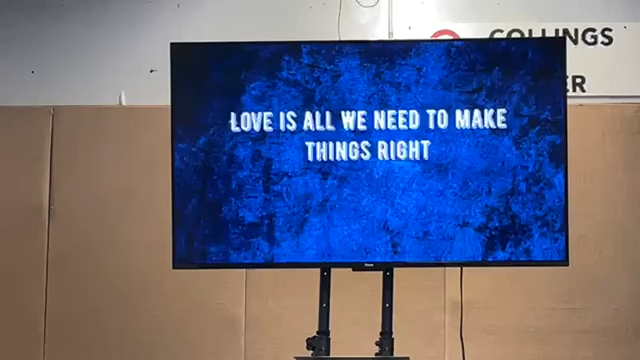 COLLINGS
ER
LOVE IS ALL WE NEED TO MAKE
THINGS RIGHT